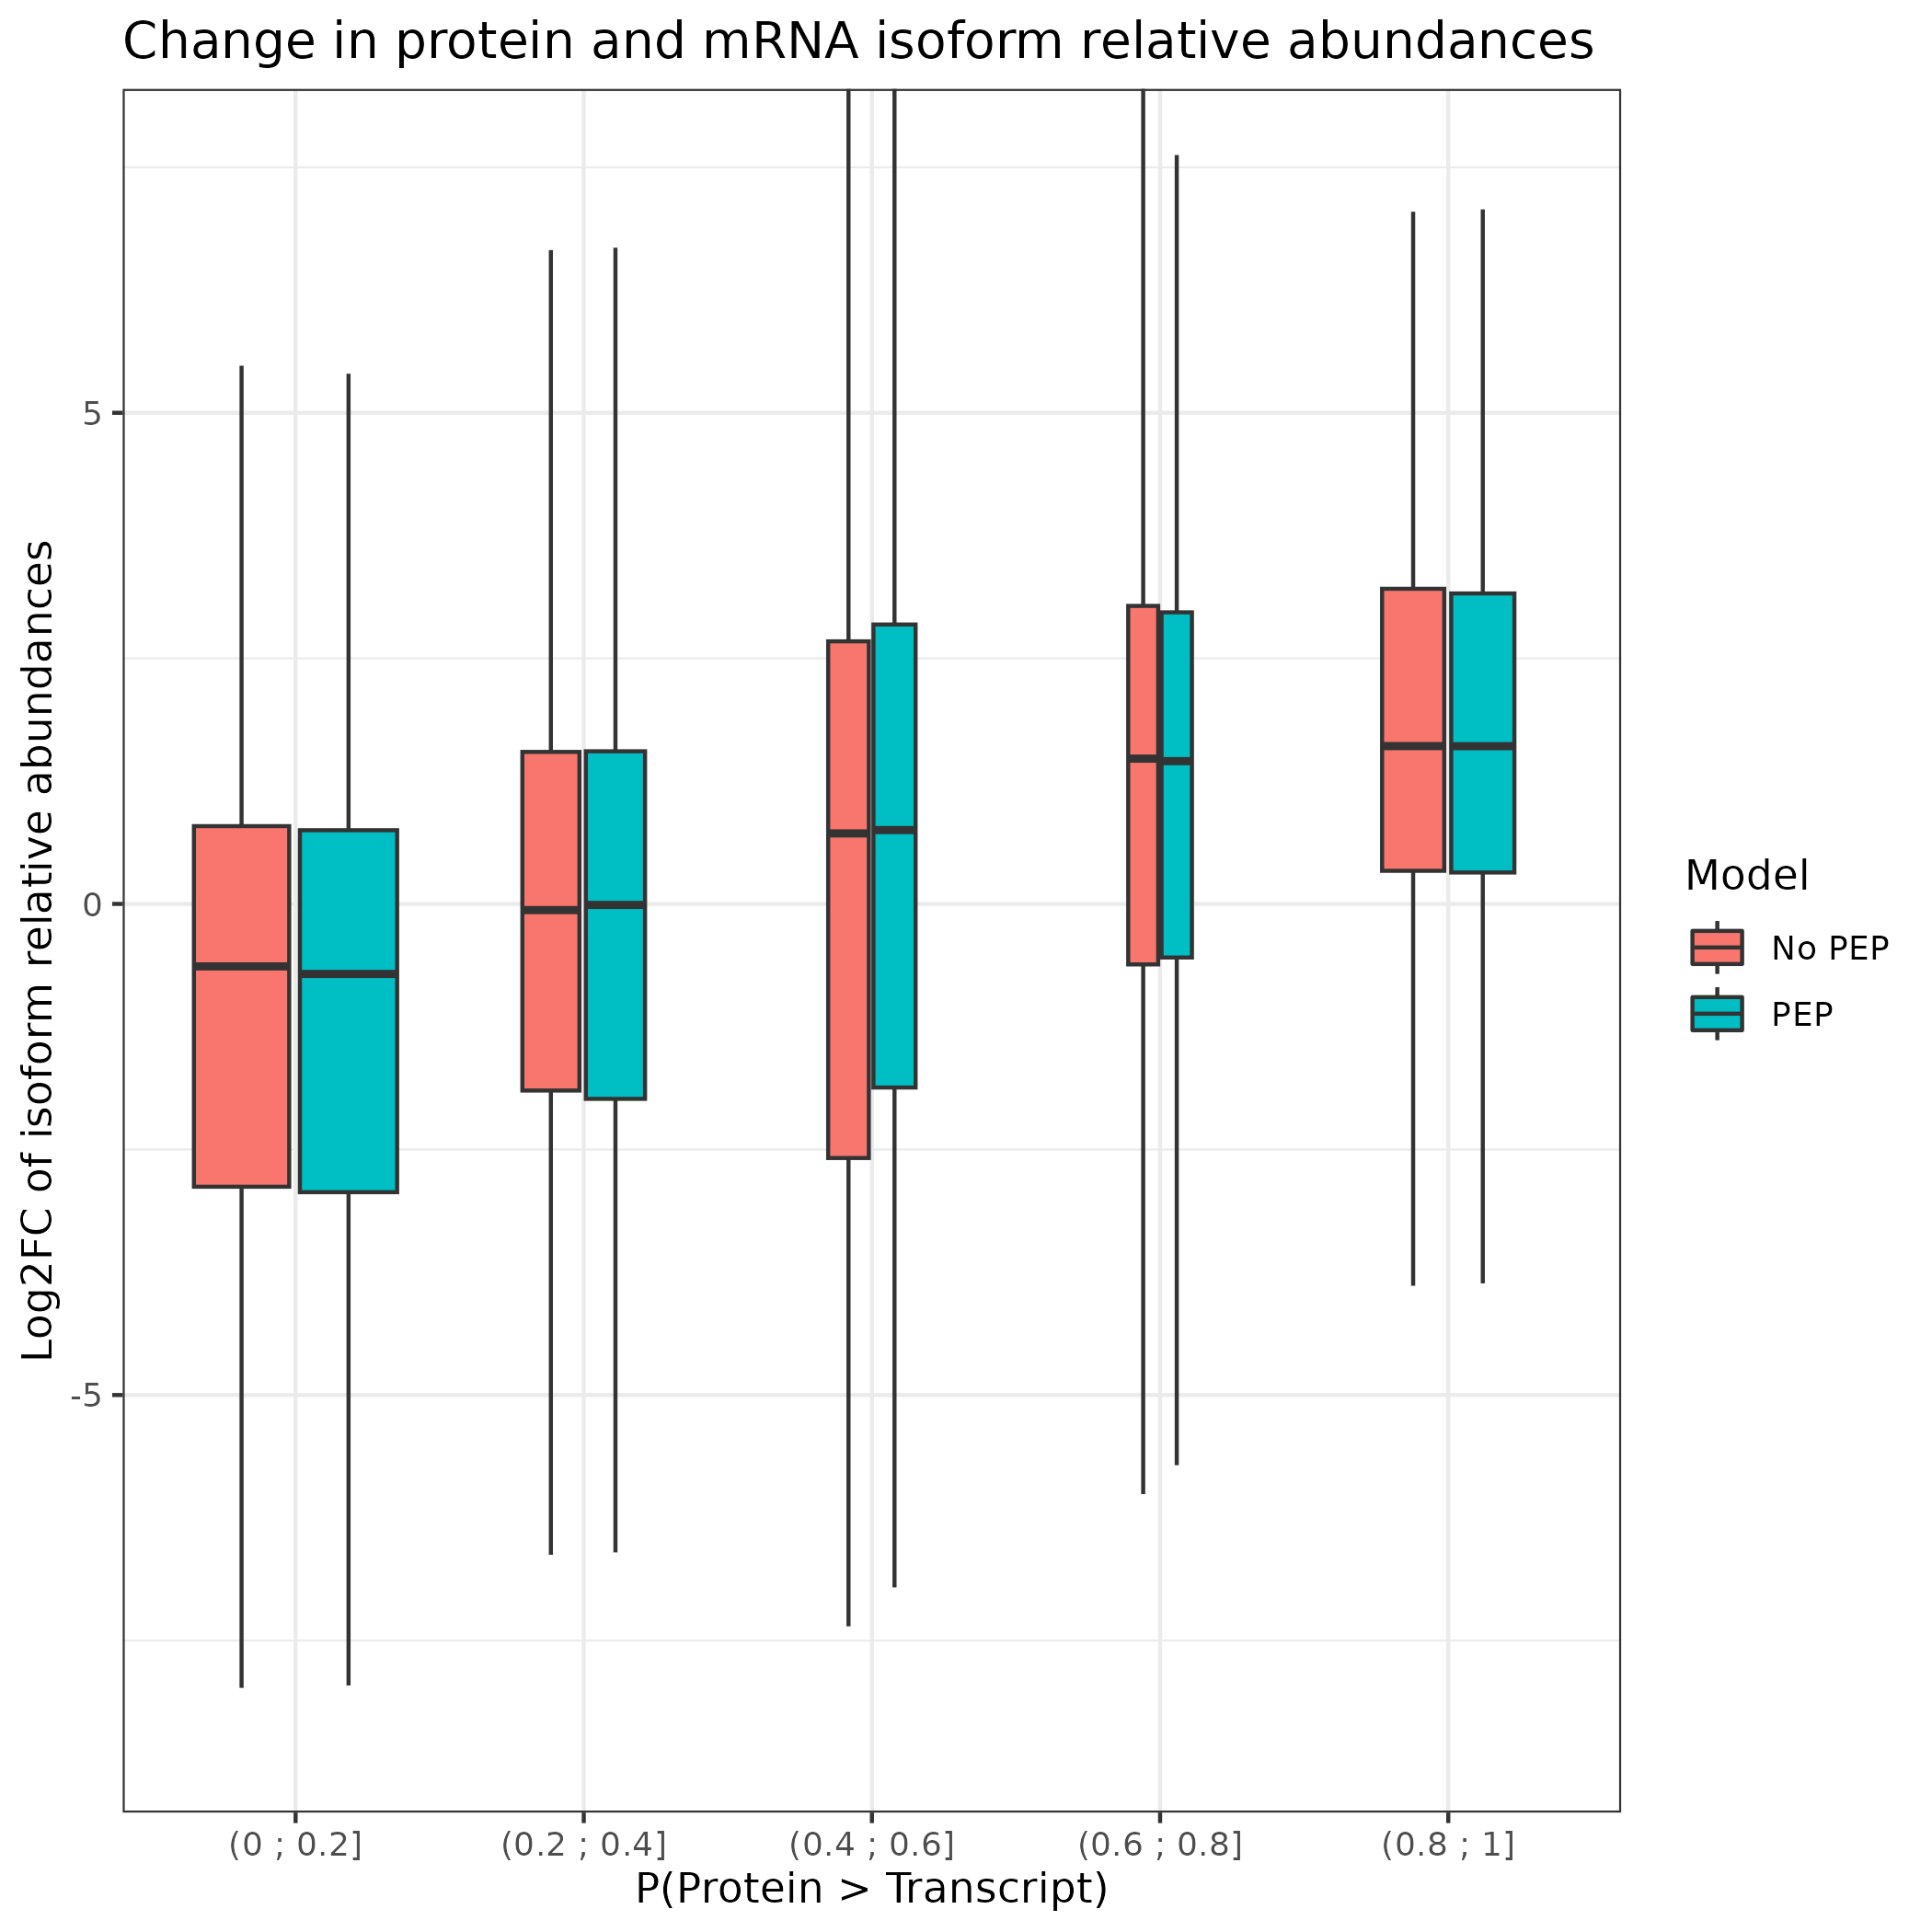 Change in protein and mRNA isoform relative abundances
Log2FC of isoform relative abundances
5
0
-5
(0 ; 0.2]
(0.2 ; 0.4]
(0.4 ; 0.6]
(0.6 ; 0.8]
(0.8 ; 1]
P(Protein > Transcript)
Model
No PEP
PEP